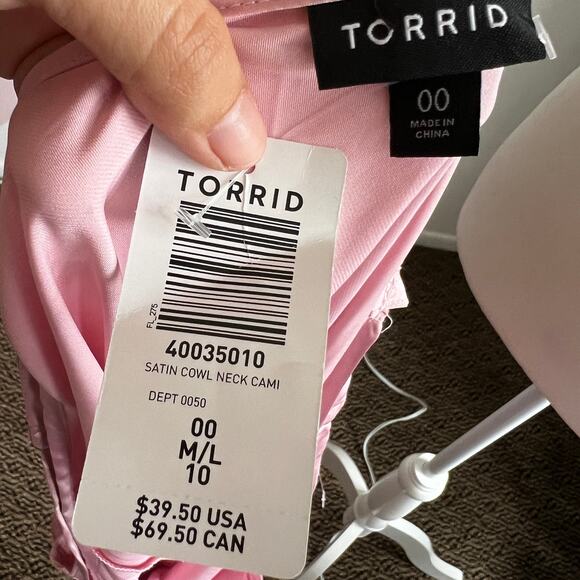 TORRID
00
MADE IN
CHINA
TORRID
FL_275
40035010
SATIN COWL NECK CAMI
DEPT 0050
00
M/L
10
$39.50 USA
$69.50 CAN